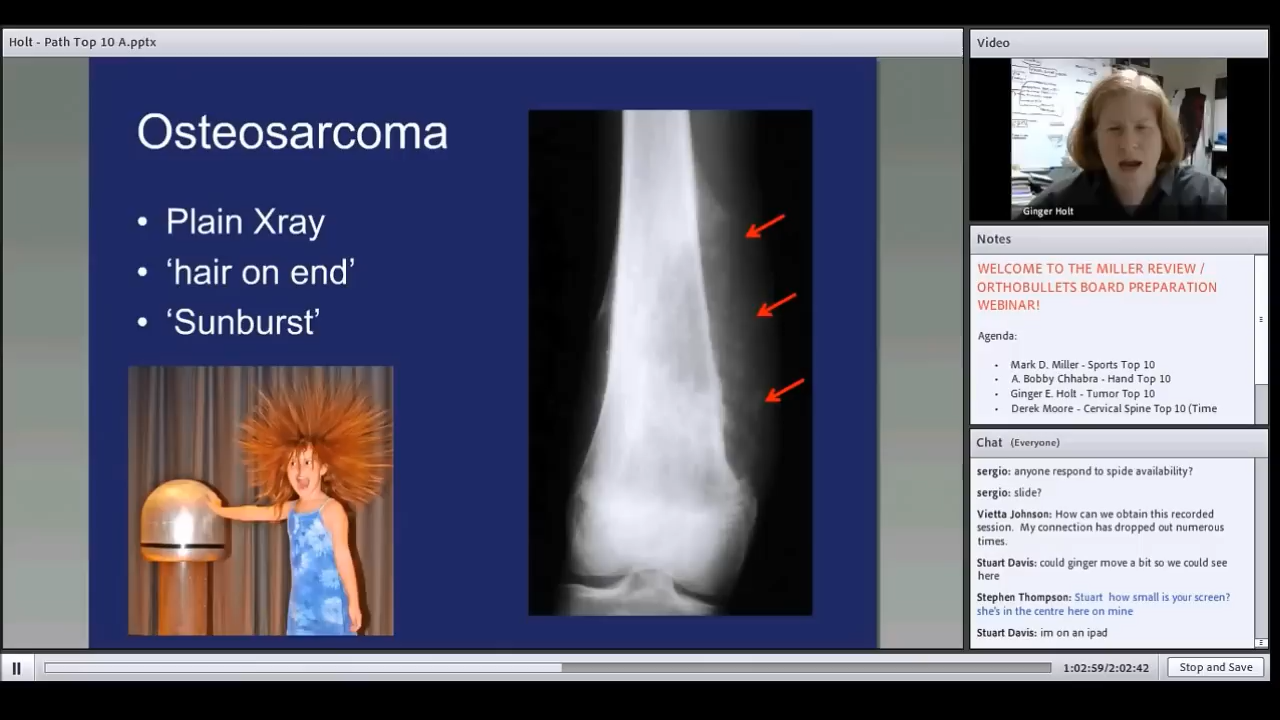 Holt - Path Top 10 A.pptx
Osteosarcoma
• Plain Xray
• ‘hair on end’
• ‘Sunburst’
Video
Ginger Holt
Notes
WELCOME TO THE MILLER REVIEW /
ORTHOBULLETS BOARD PREPARATION
WEBINAR!
Agenda:
• Mark D. Miller - Sports Top 10
• A. Bobby Chhabra - Hand Top 10
• Ginger E. Holt - Tumor Top 10
• Derek Moore - Cervical Spine Top 10 (Time
Chat (Everyone)
sergio: anyone respond to spide availability?
sergio: slide?
Vietta Johnson: How can we obtain this recorded
session. My connection has dropped out numerous
times.
Stuart Davis: could ginger move a bit so we could see
here
Stephen Thompson: Stuart how small is your screen?
she's in the centre here on mine
Stuart Davis: im on an ipad
1:02:59/2:02:42
Stop and Save